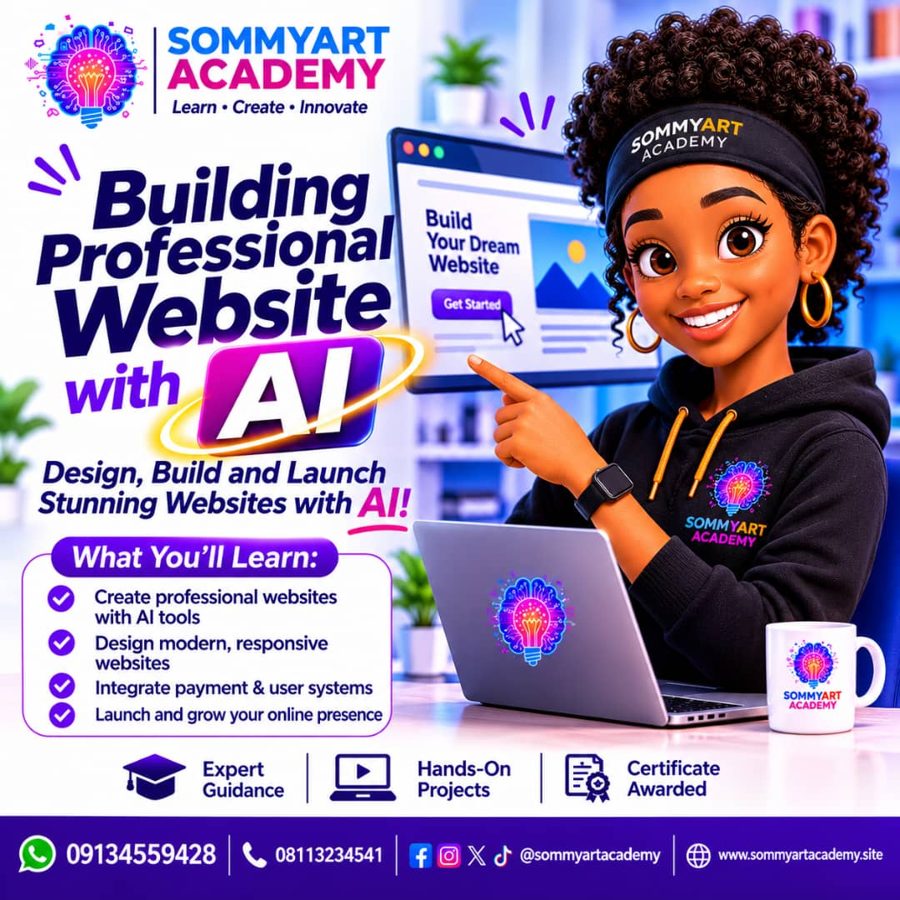 SOMMYART
ACADEMY
Learn • Create • Innovate
Building
Professional
Website
with AI
Design, Build and Launch
Stunning Websites with AI!
What You'll Learn:
Create professional websites
with AI tools
Design modern, responsive
websites
Integrate payment & user systems
Launch and grow your online presence
Build
Your Dream
Website
Get Started
SOMMYART
ACADEMY
SOMMYART
ACADEMY
SOMMYART
ACADEMY
Expert
Guidance
Hands-On
Projects
Certificate
Awarded
09134559428
08113234541
@sommyartacademy
www.sommyartacademy.site